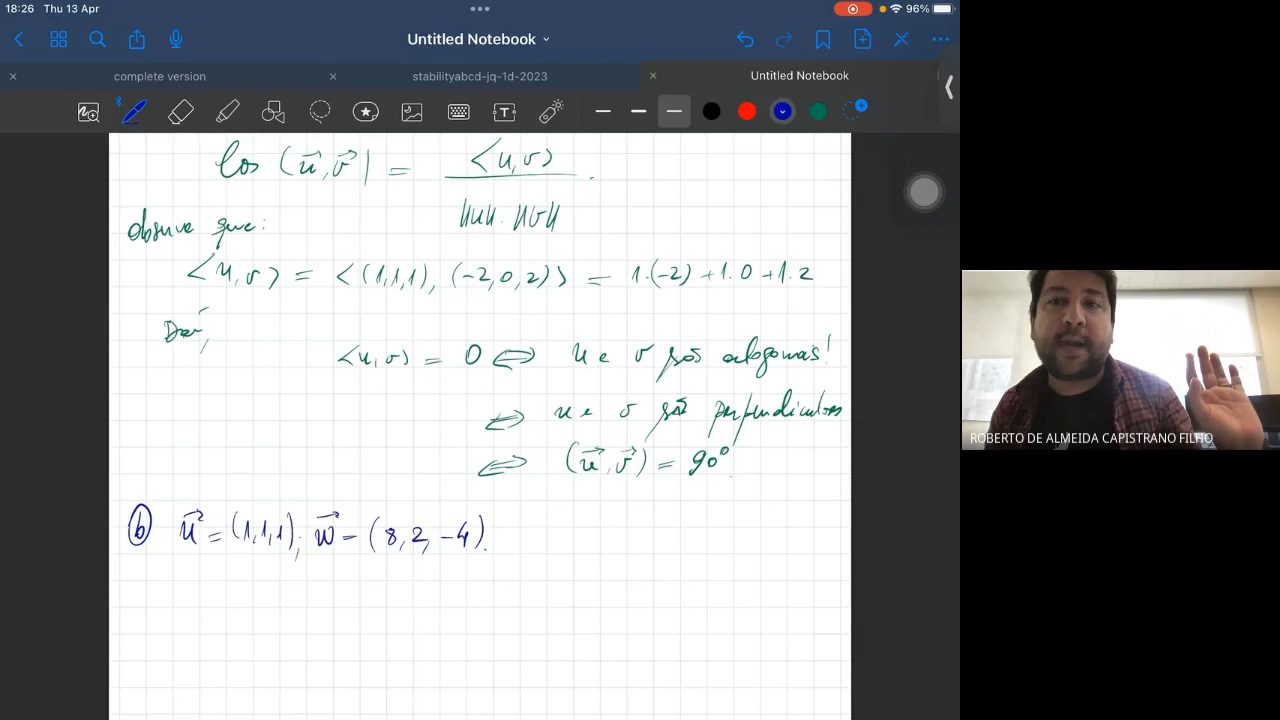 18:26 Thu 13 Apr
96%
Untitled Notebook
complete version
stabilityabcd-jq-1d-2023
Untitled Notebook
Cos (u⃗, v⃗) = <u,v> / ||u||.||v|| .
observe que:
<u,v> = <(1,1,1), (-2,0,2)> = 1.(-2) + 1.0 + 1.2
Daí,
<u,v> = 0 ⟺ u e v são ortogonais!
⟺ u e v são perpendiculares
⟺ (u⃗, v⃗) = 90°.
ⓑ u⃗ = (1,1,1); w⃗ = (8, 2, -4).
ROBERTO DE ALMEIDA CAPISTRANO FILHO